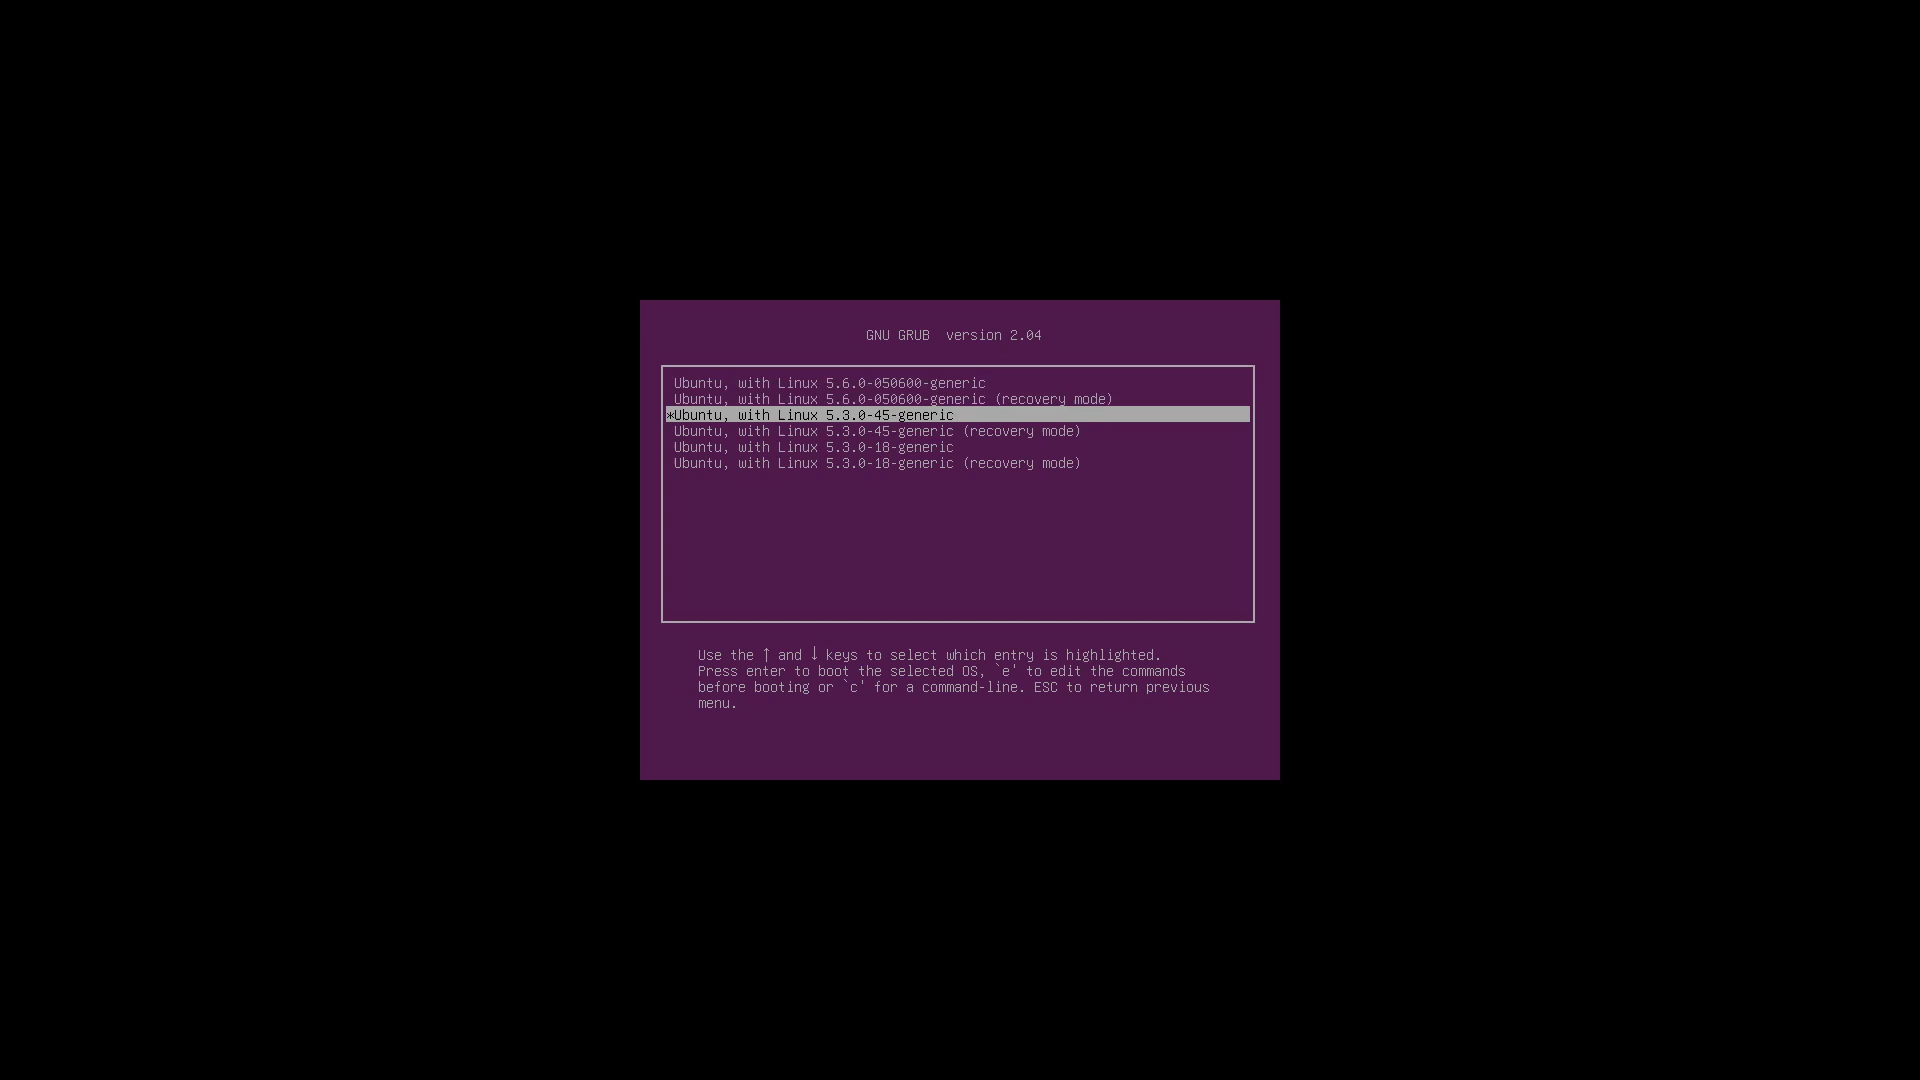 GNU GRUB  version 2.04
Ubuntu, with Linux 5.6.0-050600-generic
Ubuntu, with Linux 5.6.0-050600-generic (recovery mode)
*Ubuntu, with Linux 5.3.0-45-generic
Ubuntu, with Linux 5.3.0-45-generic (recovery mode)
Ubuntu, with Linux 5.3.0-18-generic
Ubuntu, with Linux 5.3.0-18-generic (recovery mode)
Use the ↑ and ↓ keys to select which entry is highlighted.
Press enter to boot the selected OS, `e' to edit the commands
before booting or `c' for a command-line. ESC to return previous
menu.